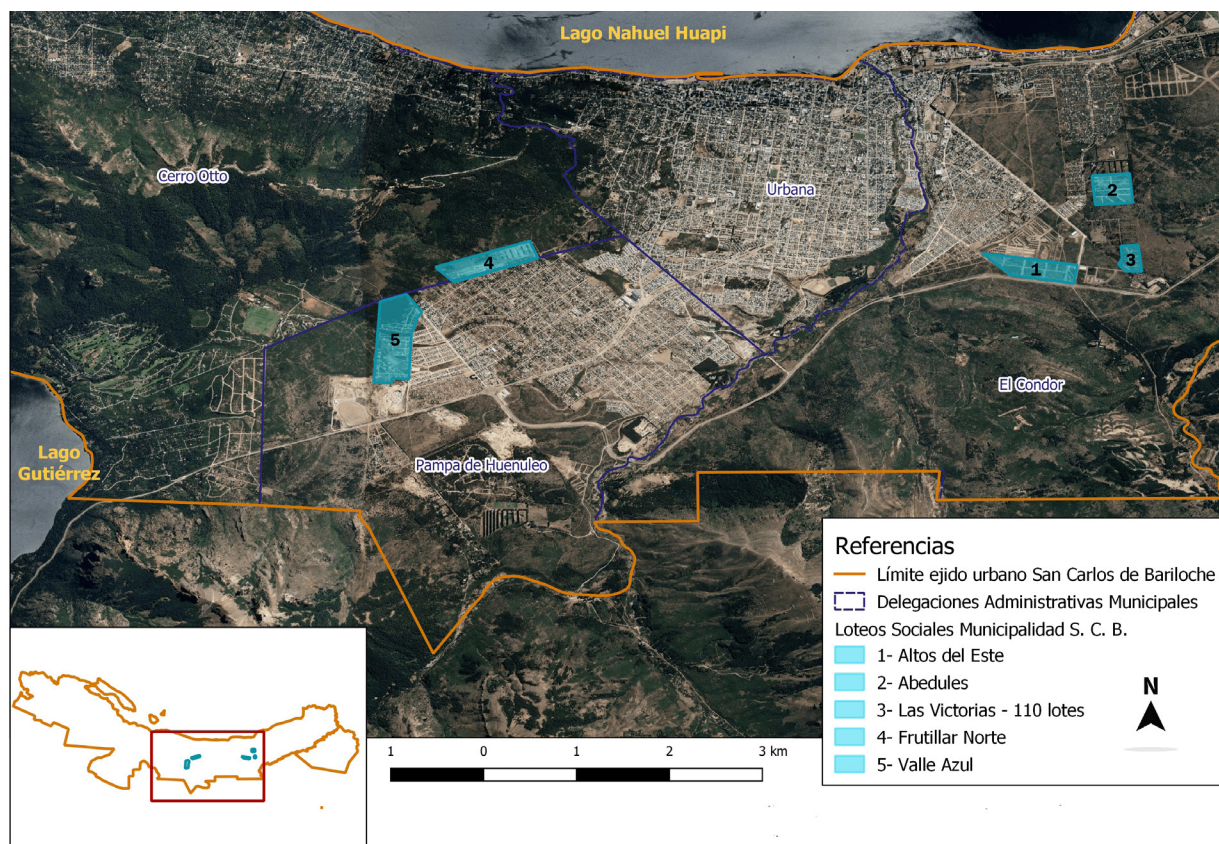 Lago Nahuel Huapi
Cerro Otto
Urbana
2
3
1
4
5
El Condor
Lago
Gutiérrez
Pampa de Huenuleo
Referencias
Límite ejido urbano San Carlos de Bariloche
Delegaciones Administrativas Municipales
Loteos Sociales Municipalidad S. C. B.
1- Altos del Este
2- Abedules
3- Las Victorias - 110 lotes
4- Frutillar Norte
5- Valle Azul
N
1 0 1 2 3 km